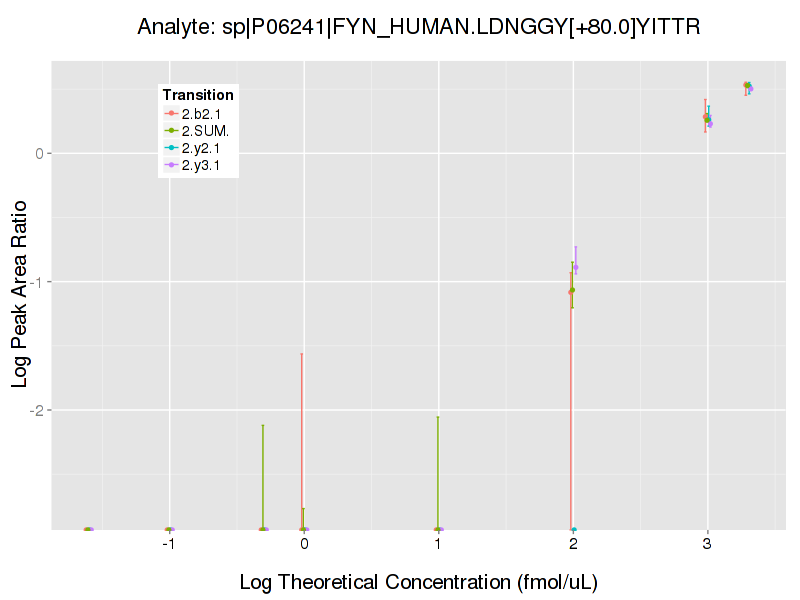 Analyte: sp|P06241|FYN_HUMAN.LDNGGY[+80.0]YITTR
Transition
2.b2.1
2.SUM.
2.y2.1
2.y3.1
Log Peak Area Ratio
0
-1
-2
-1 0 1 2 3
Log Theoretical Concentration (fmol/uL)